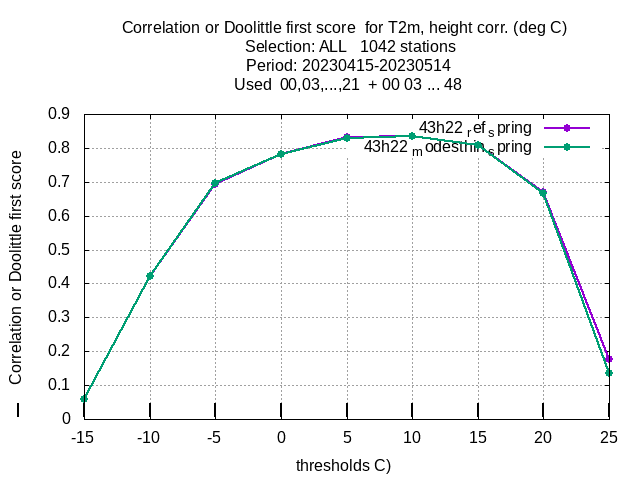 Correlation or Doolittle first score  for T2m, height corr. (deg C)
Selection: ALL   1042 stations
Period: 20230415-20230514
Used  00,03,...,21  + 00 03 ... 48
43h22 ref spring
43h22 modesthin spring
Correlation or Doolittle first score
0.9
0.8
0.7
0.6
0.5
0.4
0.3
0.2
0.1
0
-15 -10 -5 0 5 10 15 20 25
thresholds C)